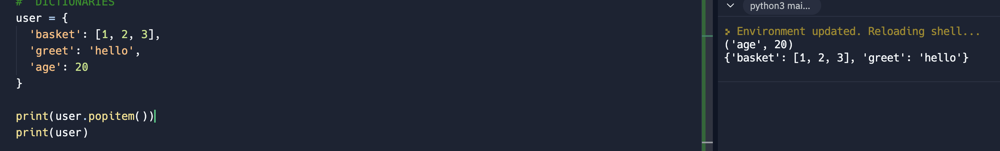 # DICTIONARIES
user = {
  'basket': [1, 2, 3],
  'greet': 'hello',
  'age': 20
}
print(user.popitem())
print(user)
python3 mai...
Environment updated. Reloading shell...
('age', 20)
{'basket': [1, 2, 3], 'greet': 'hello'}